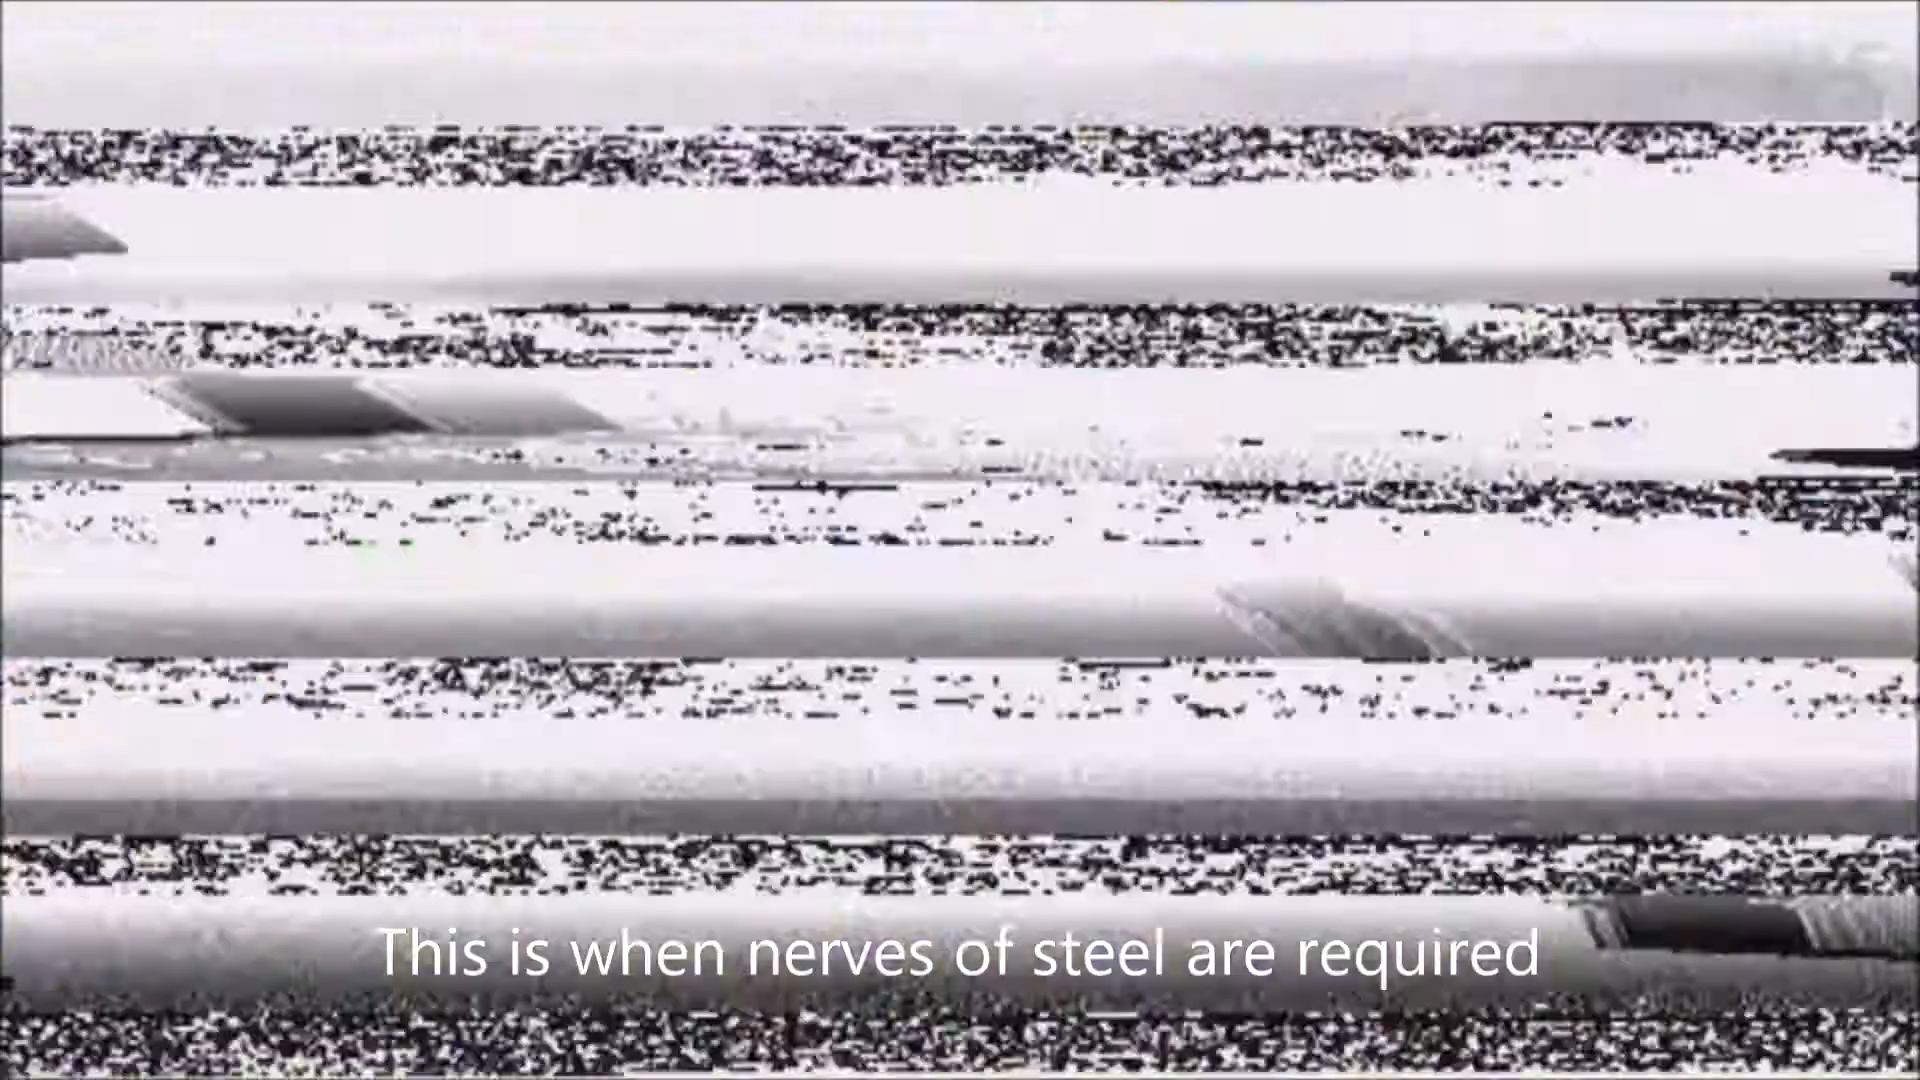 This is when nerves of steel are required